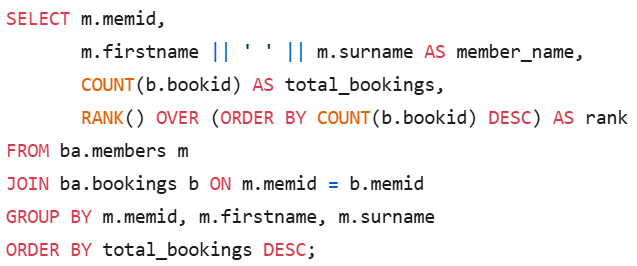 SELECT m.memid,
       m.firstname || ' ' || m.surname AS member_name,
       COUNT(b.bookid) AS total_bookings,
       RANK() OVER (ORDER BY COUNT(b.bookid) DESC) AS rank
FROM ba.members m
JOIN ba.bookings b ON m.memid = b.memid
GROUP BY m.memid, m.firstname, m.surname
ORDER BY total_bookings DESC;